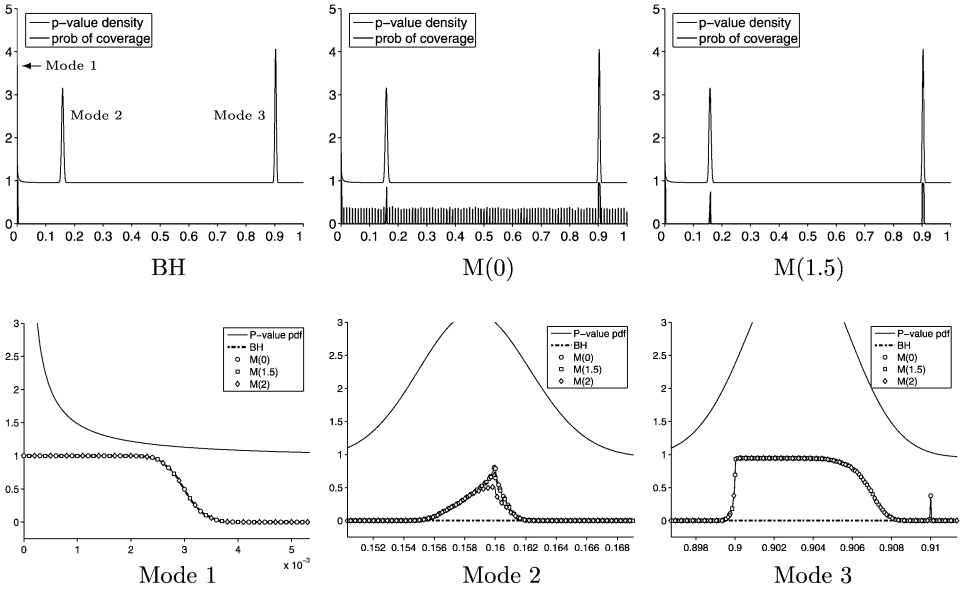 p-value density
prob of coverage
Mode 1
Mode 2
Mode 3
5
4
3
2
1
0
0 0.1 0.2 0.3 0.4 0.5 0.6 0.7 0.8 0.9 1
BH
p-value density
prob of coverage
5
4
3
2
1
0
0 0.1 0.2 0.3 0.4 0.5 0.6 0.7 0.8 0.9 1
M(0)
p-value density
prob of coverage
5
4
3
2
1
0
0 0.1 0.2 0.3 0.4 0.5 0.6 0.7 0.8 0.9 1
M(1.5)
P-value pdf
BH
M(0)
M(1.5)
M(2)
3
2.5
2
1.5
1
0.5
0
0 1 2 3 4 5
x 10⁻³
Mode 1
P-value pdf
BH
M(0)
M(1.5)
M(2)
3
2.5
2
1.5
1
0.5
0
0.152 0.154 0.156 0.158 0.16 0.162 0.164 0.166 0.168
Mode 2
P-value pdf
BH
M(0)
M(1.5)
M(2)
3
2.5
2
1.5
1
0.5
0
0.898 0.9 0.902 0.904 0.906 0.908 0.91
Mode 3